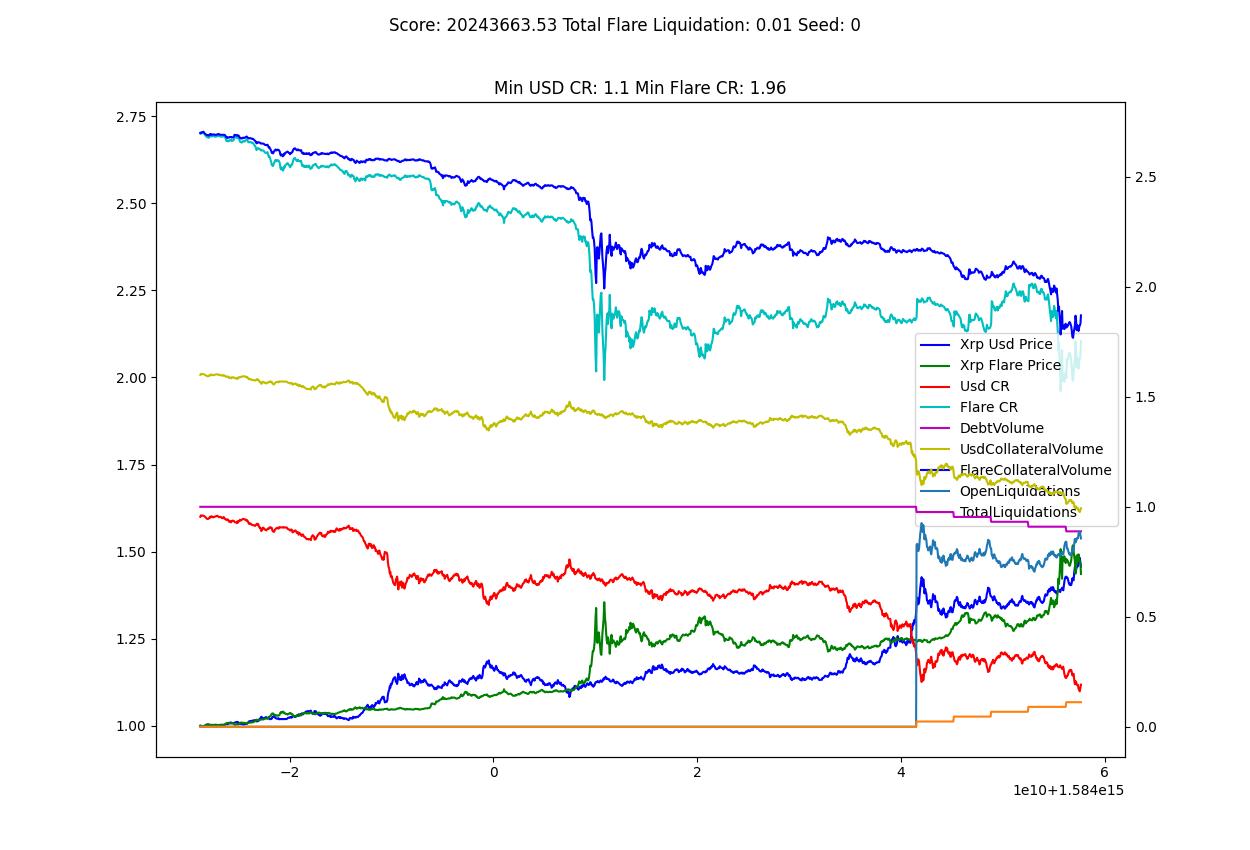 Score: 20243663.53 Total Flare Liquidation: 0.01 Seed: 0
Min USD CR: 1.1 Min Flare CR: 1.96
2.75
2.50
2.25
2.00
1.75
1.50
1.25
1.00
2.5
2.0
1.5
1.0
0.5
0.0
Xrp Usd Price
Xrp Flare Price
Usd CR
Flare CR
DebtVolume
UsdCollateralVolume
FlareCollateralVolume
OpenLiquidations
TotalLiquidations
−2
0
2
4
6
1e10+1.584e15